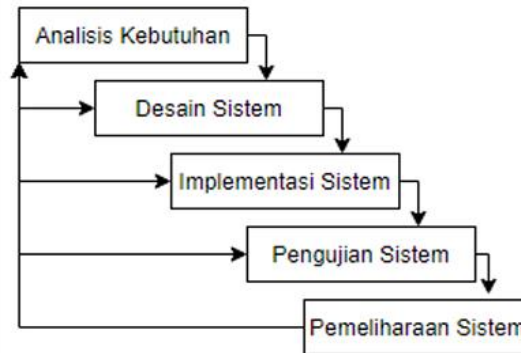 Analisis Kebutuhan
Desain Sistem
Implementasi Sistem
Pengujian Sistem
Pemeliharaan Sistem